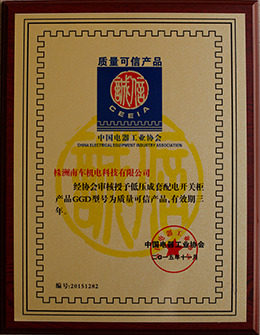 质量可信产品
诚信
CEEIA
中国电器工业协会
CHINA ELECTRICAL EQUIPMENT INDUSTRY ASSOCIATION
诚信
株洲南车机电科技有限公司
经协会审核授予低压成套配电开关柜
产品GGD型号为质量可信产品,有效期三
年。
中国电器工业协会
二〇一五年十一月
编号:20151282